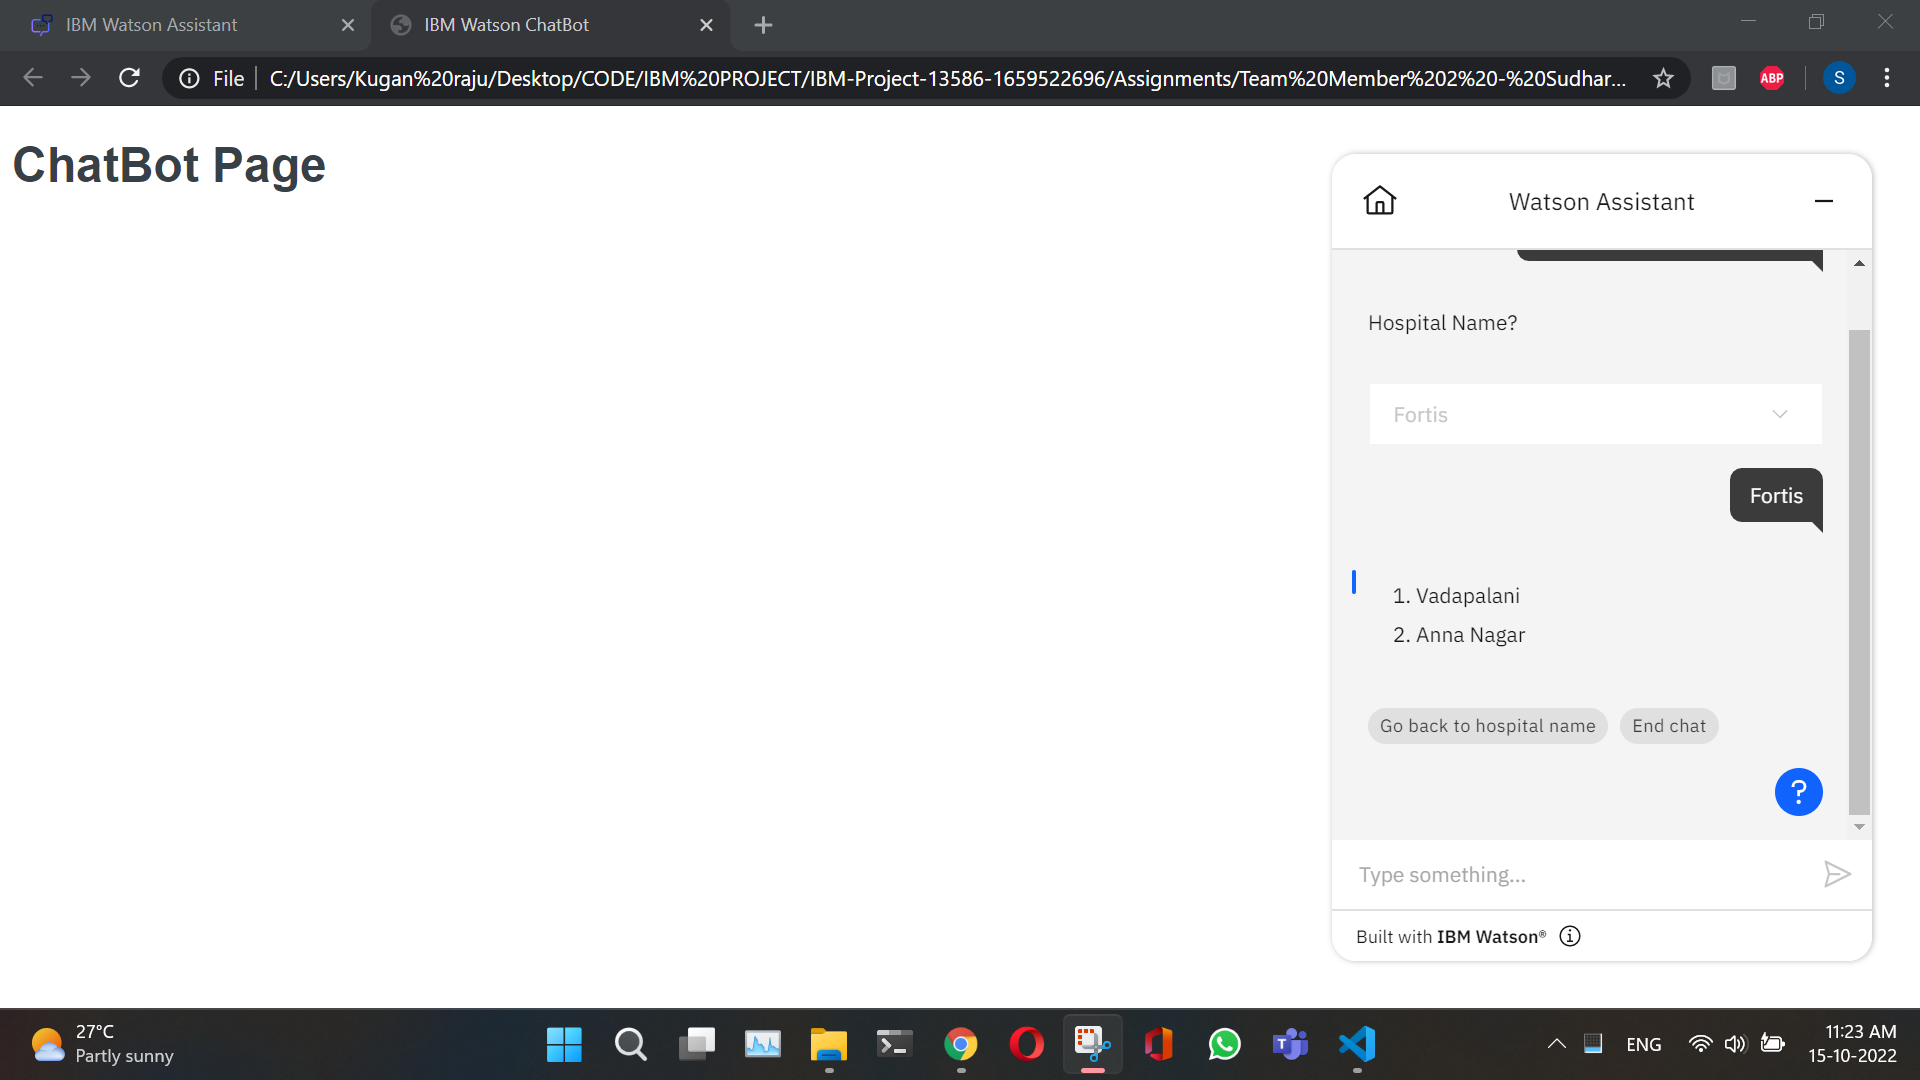 IBM Watson Assistant
IBM Watson ChatBot
File
C:/Users/Kugan%20raju/Desktop/CODE/IBM%20PROJECT/IBM-Project-13586-1659522696/Assignments/Team%20Member%202%20-%20Sudhar...
ABP
S
ChatBot Page
Watson Assistant
Hospital Name?
Fortis
Fortis
1. Vadapalani
2. Anna Nagar
Go back to hospital name
End chat
?
Type something...
Built with IBM Watson®
27°C
Partly sunny
ENG
11:23 AM
15-10-2022